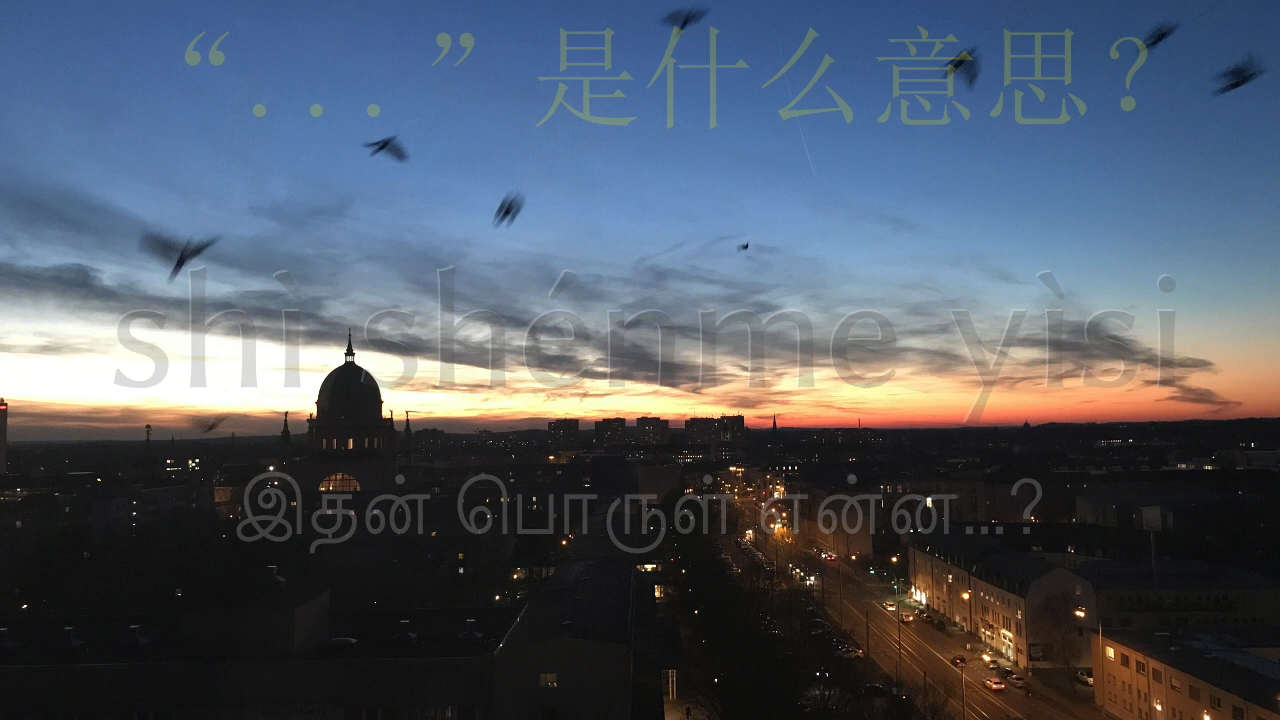 “...”是什么意思？
shì shénme yìsi
இதன் பொருள் என்ன...?